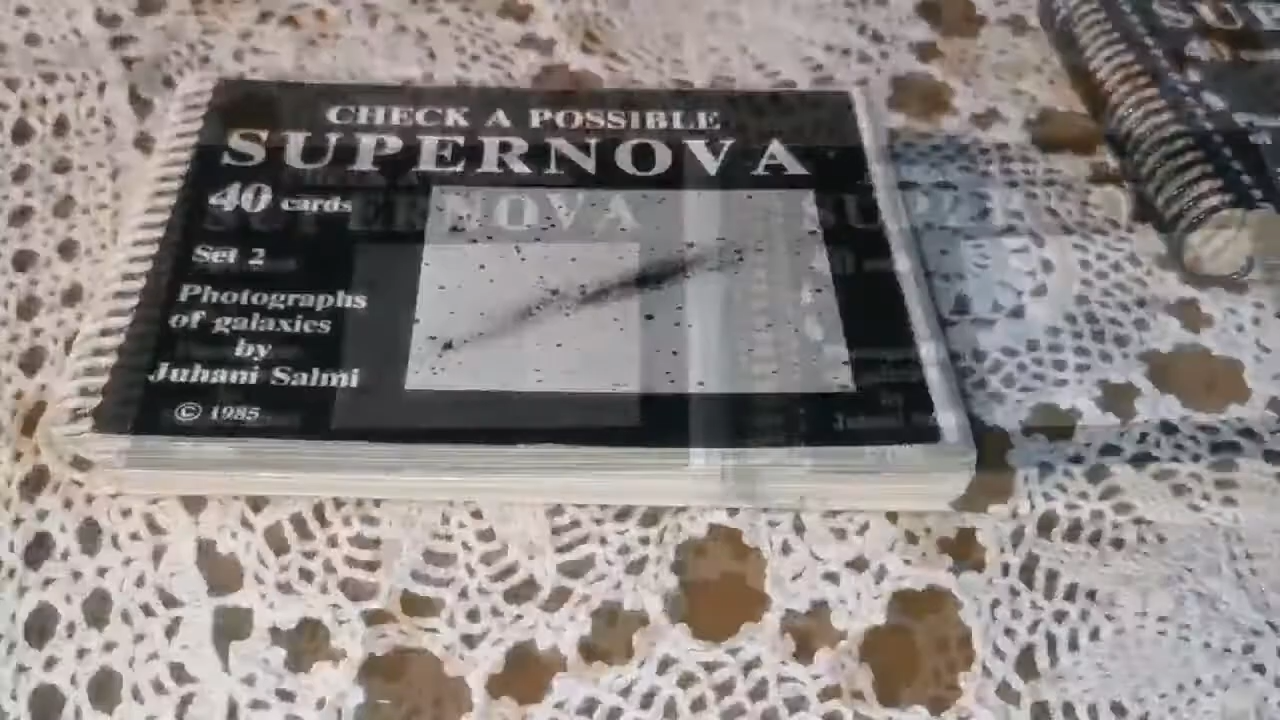 CHECK A POSSIBLE
SUPERNOVA
40 cards
Set 2
Photographs
of galaxies
by
Juhani Salmi
© 1985